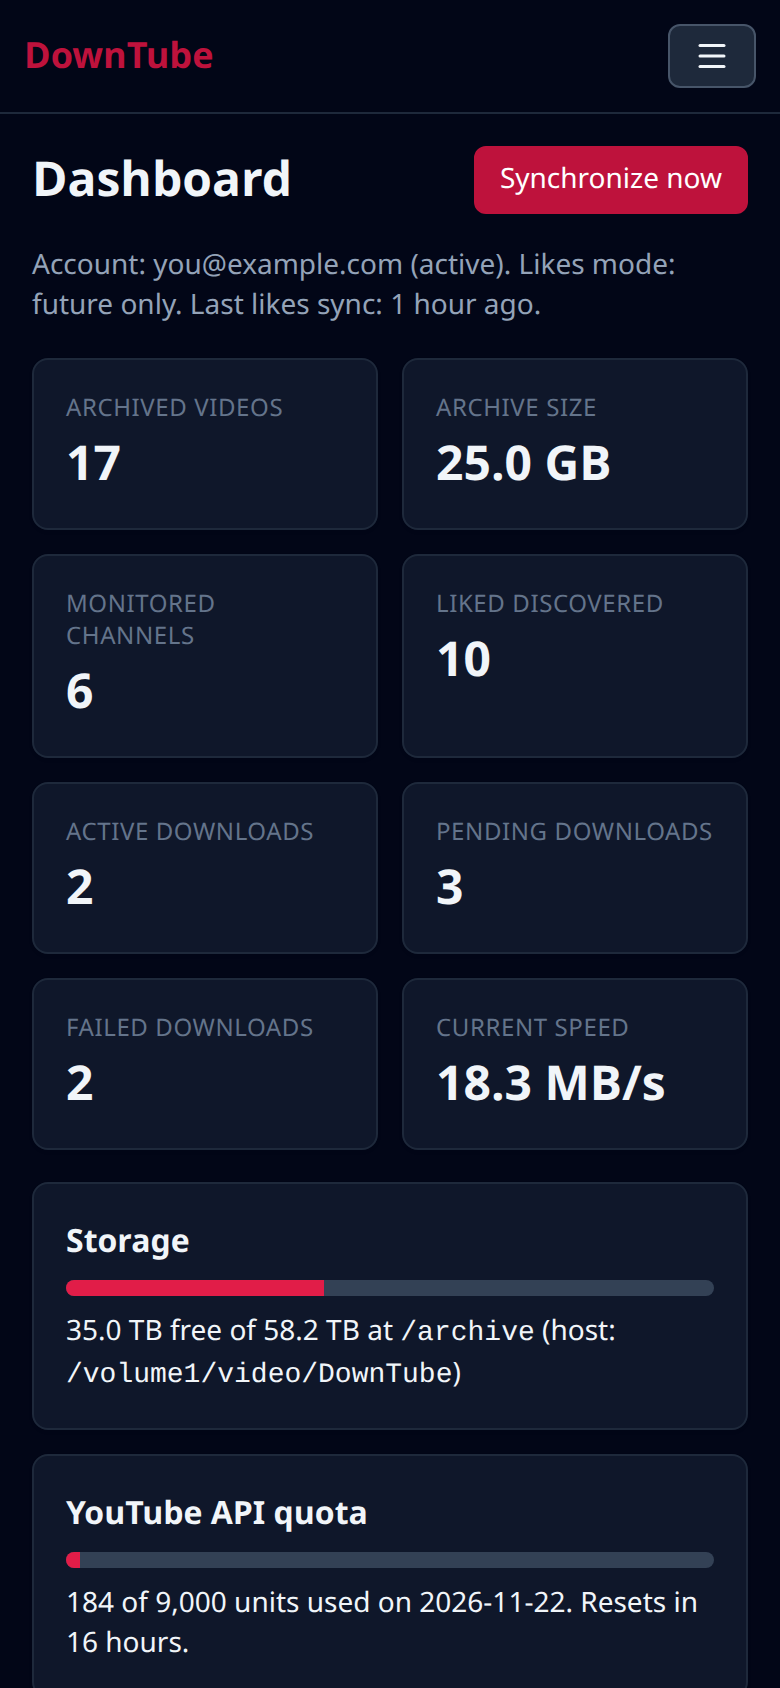 DownTube
Dashboard
Synchronize now
Account: you@example.com (active). Likes mode:
future only. Last likes sync: 1 hour ago.
ARCHIVED VIDEOS
17
ARCHIVE SIZE
25.0 GB
MONITORED
CHANNELS
6
LIKED DISCOVERED
10
ACTIVE DOWNLOADS
2
PENDING DOWNLOADS
3
FAILED DOWNLOADS
2
CURRENT SPEED
18.3 MB/s
Storage
35.0 TB free of 58.2 TB at /archive (host:
/volume1/video/DownTube)
YouTube API quota
184 of 9,000 units used on 2026-11-22. Resets in
16 hours.